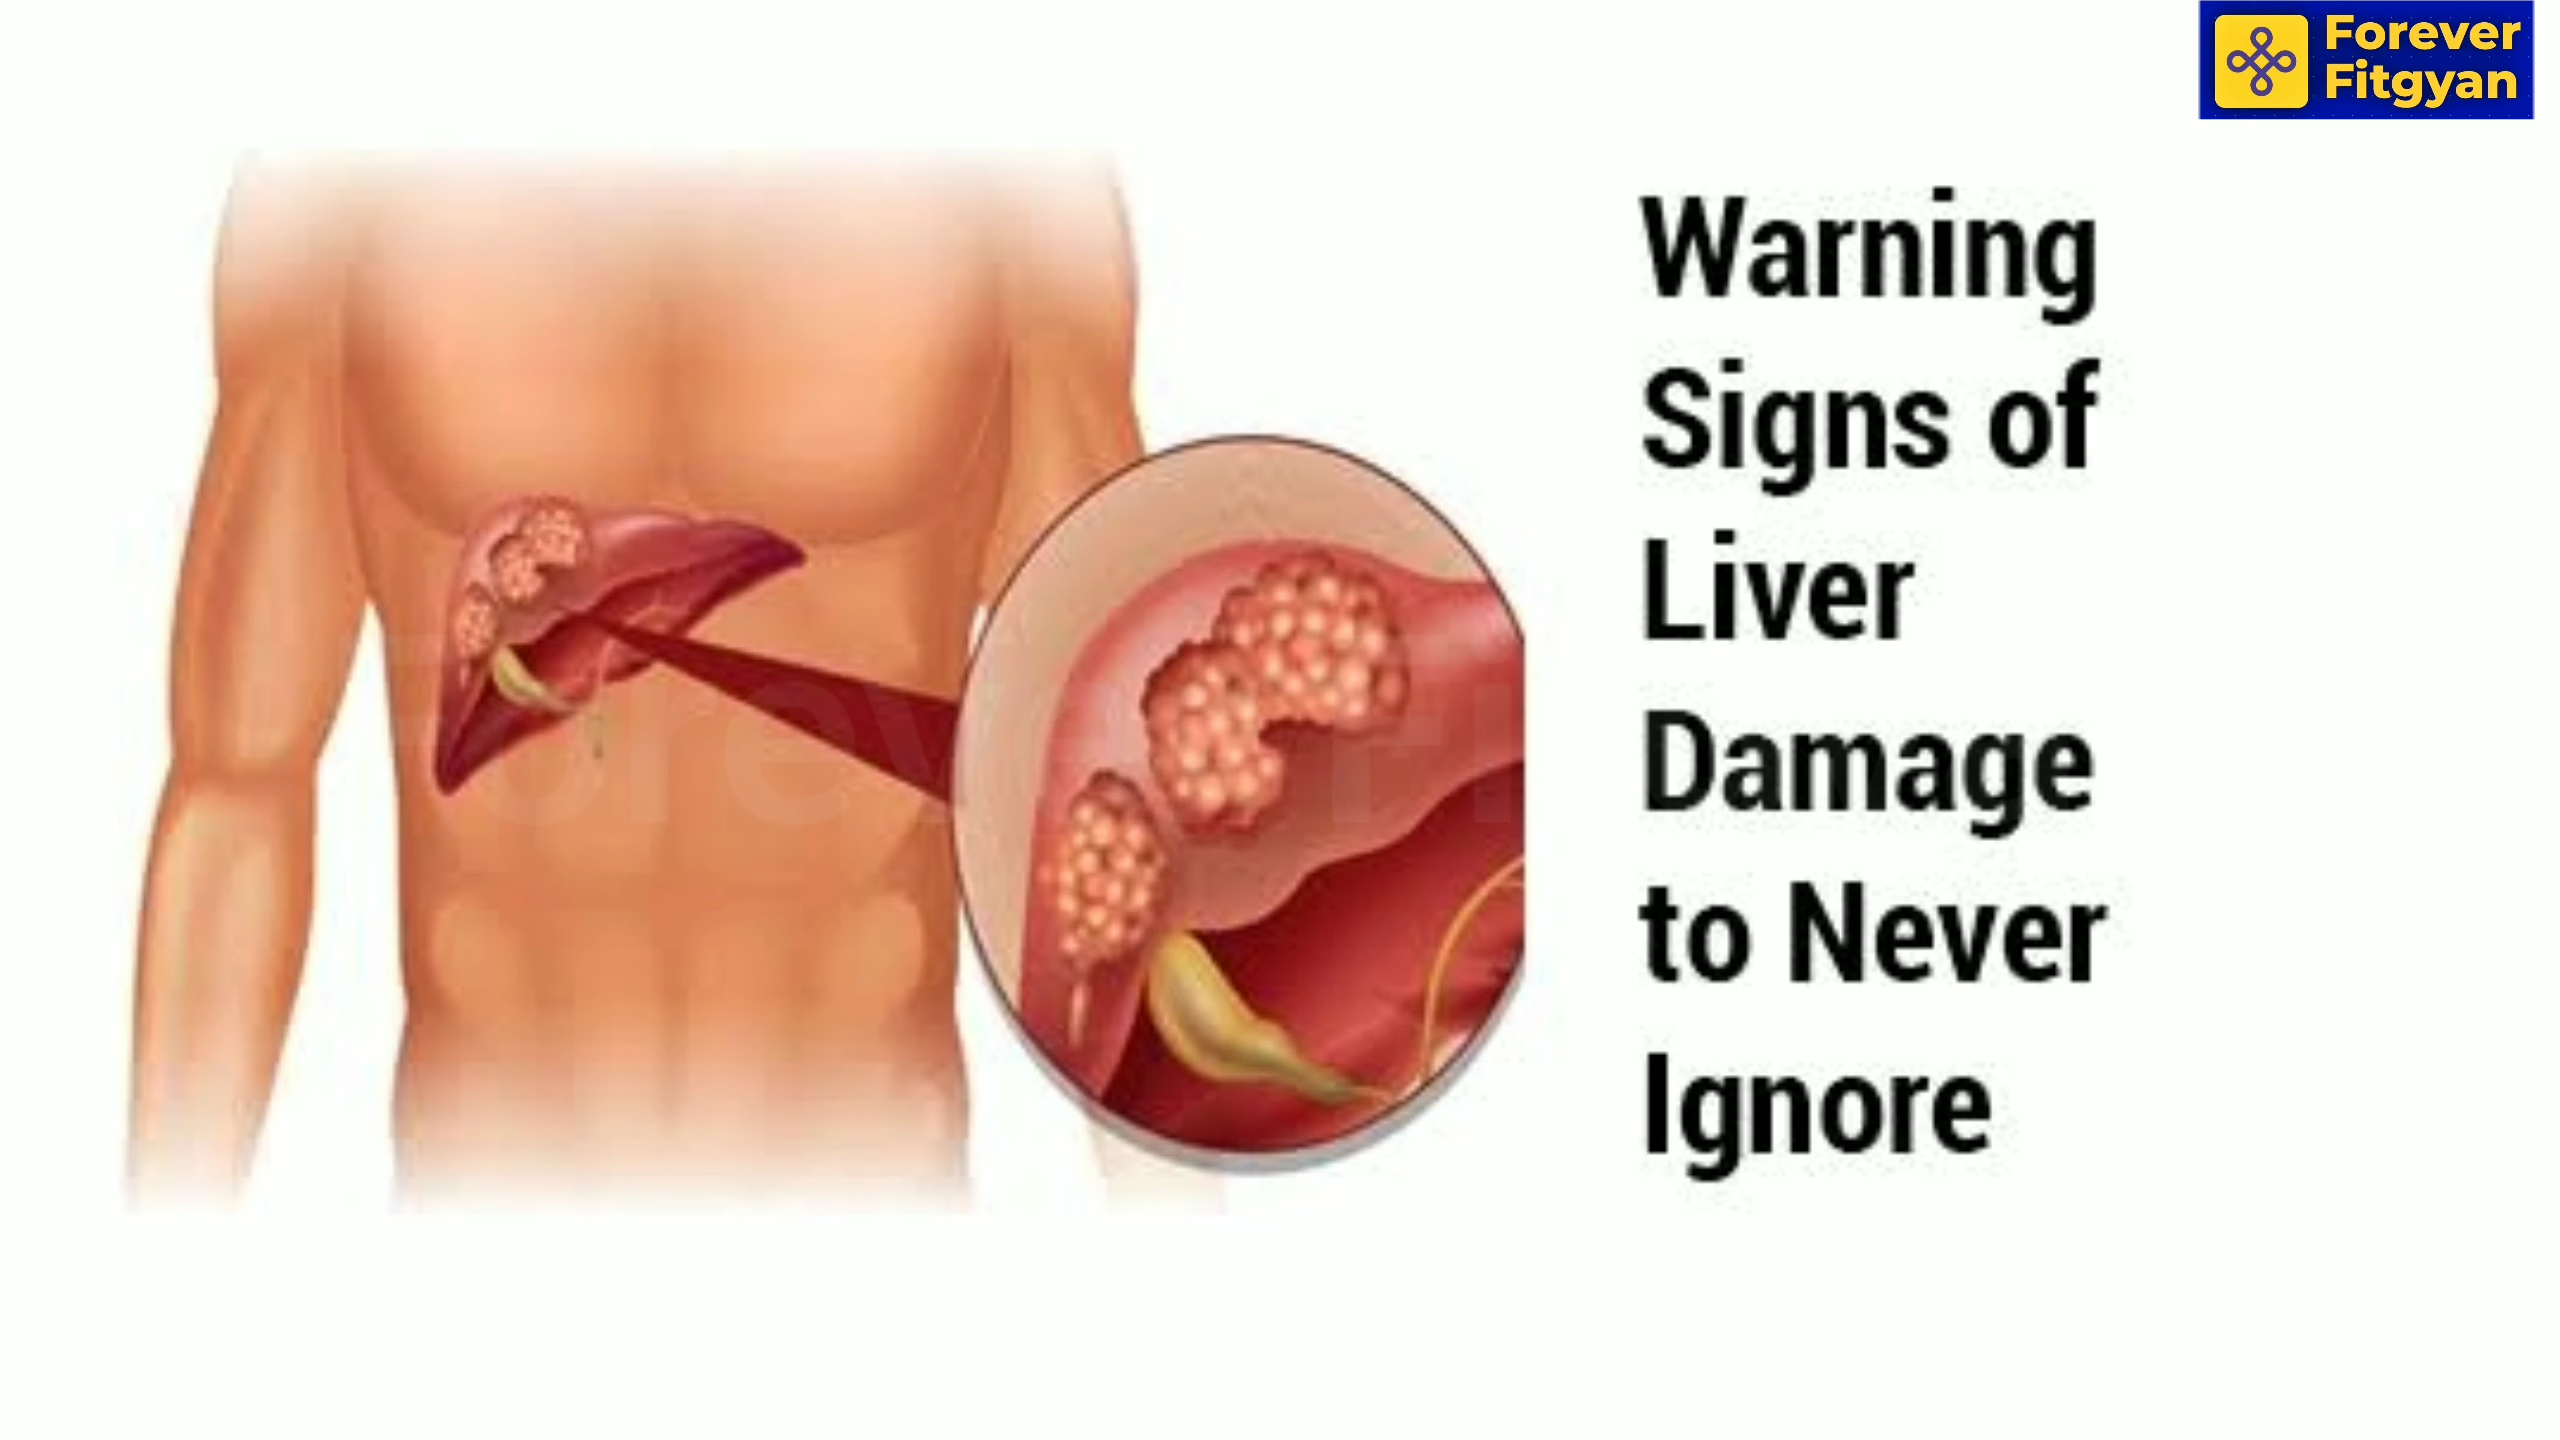 Forever
Fitgyan
Warning
Signs of
Liver
Damage
to Never
Ignore